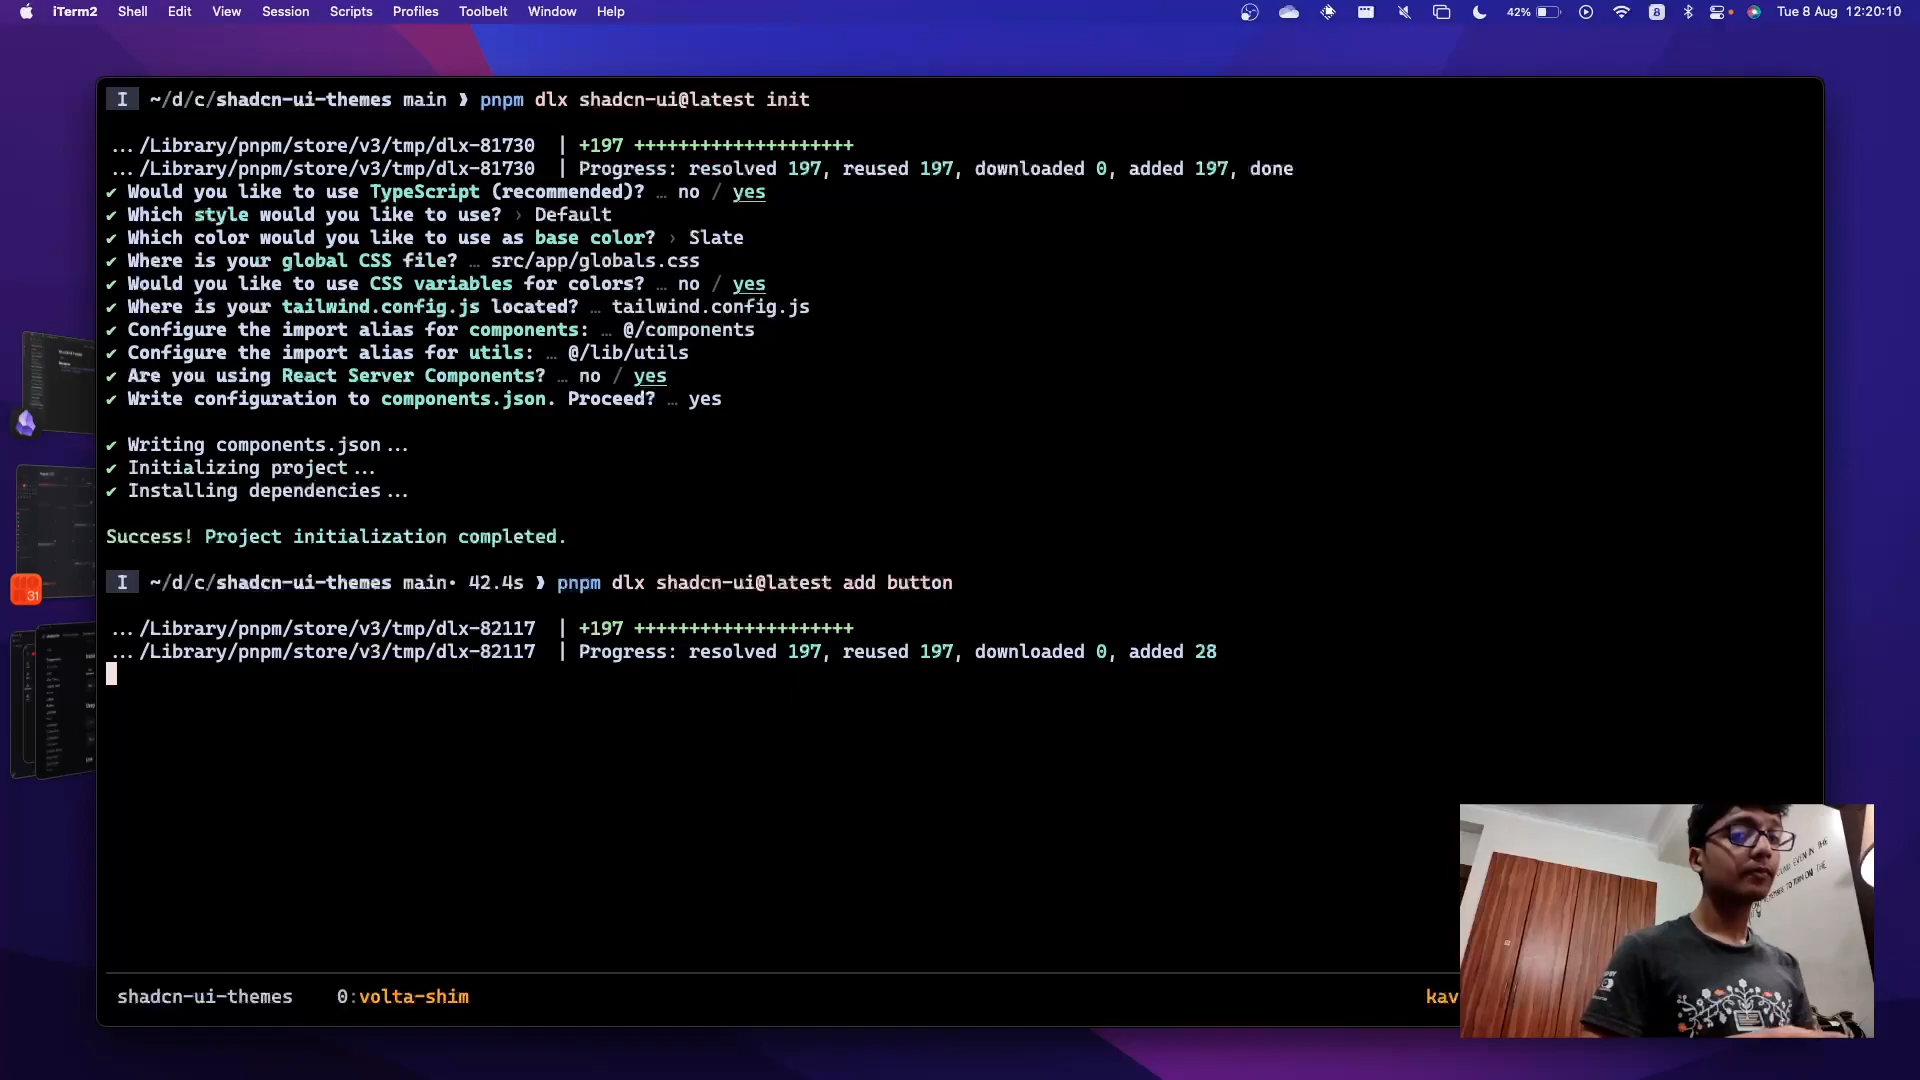 iTerm2 Shell Edit View Session Scripts Profiles Toolbelt Window Help 42% 8 Tue 8 Aug 12:20:10
I ~/d/c/shadcn-ui-themes main ❱ pnpm dlx shadcn-ui@latest init
.../Library/pnpm/store/v3/tmp/dlx-81730 | +197 ++++++++++++++++++++
.../Library/pnpm/store/v3/tmp/dlx-81730 | Progress: resolved 197, reused 197, downloaded 0, added 197, done
✔ Would you like to use TypeScript (recommended)? … no / yes
✔ Which style would you like to use? › Default
✔ Which color would you like to use as base color? › Slate
✔ Where is your global CSS file? … src/app/globals.css
✔ Would you like to use CSS variables for colors? … no / yes
✔ Where is your tailwind.config.js located? … tailwind.config.js
✔ Configure the import alias for components: … @/components
✔ Configure the import alias for utils: … @/lib/utils
✔ Are you using React Server Components? … no / yes
✔ Write configuration to components.json. Proceed? … yes
✔ Writing components.json...
✔ Initializing project...
✔ Installing dependencies...
Success! Project initialization completed.
I ~/d/c/shadcn-ui-themes main• 42.4s ❱ pnpm dlx shadcn-ui@latest add button
.../Library/pnpm/store/v3/tmp/dlx-82117 | +197 ++++++++++++++++++++
.../Library/pnpm/store/v3/tmp/dlx-82117 | Progress: resolved 197, reused 197, downloaded 0, added 28
31
shadcn-ui-themes 0:volta-shim kav
EVEN IN THE
TO TURN ON THE